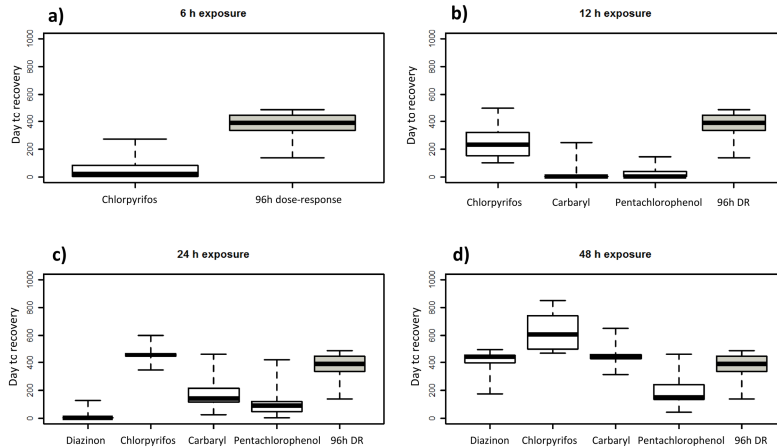 a) 6 h exposure
1000
800
600
400
200
0
Day tc recovery
Chlorpyrifos 96h dose-response
b) 12 h exposure
1000
800
600
400
200
0
Day tc recovery
Chlorpyrifos Carbaryl Pentachlorophenol 96h DR
c) 24 h exposure
1000
800
600
400
200
0
Day tc recovery
Diazinon Chlorpyrifos Carbaryl Pentachlorophenol 96h DR
d) 48 h exposure
1000
800
600
400
200
0
Day tc recovery
Diazinon Chlorpyrifos Carbaryl Pentachlorophenol 96h DR